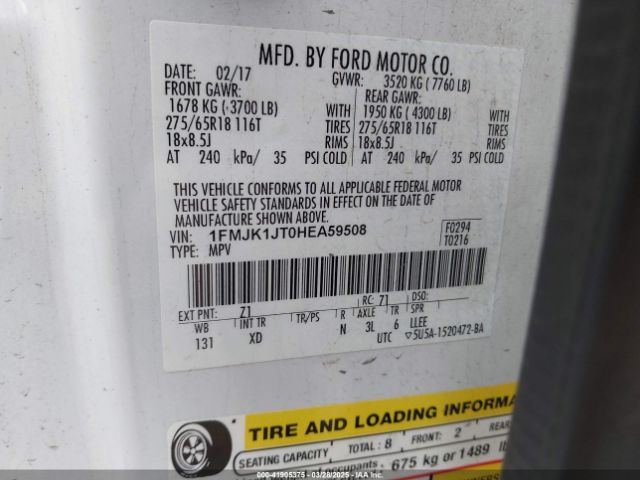 MFD. BY FORD MOTOR CO.
DATE: 02/17 GVWR: 3520 KG ( 7760 LB)
FRONT GAWR: REAR GAWR:
1678 KG ( 3700 LB) WITH 1950 KG ( 4300 LB) WITH
275/65R18 116T TIRES 275/65R18 116T TIRES
18x8.5J RIMS 18x8.5J RIMS
AT 240 kPa/ 35 PSI COLD AT 240 kPa/ 35 PSI COLD
THIS VEHICLE CONFORMS TO ALL APPLICABLE FEDERAL MOTOR
VEHICLE SAFETY STANDARDS IN EFFECT ON THE DATE OF
MANUFACTURE SHOWN ABOVE.
VIN: 1FMJK1JT0HEA59508 F0294
TYPE: MPV T0216
EXT PNT: Z1 RC: 71 DSO:
WB INT TR TR/PS R AXLE TR SPR
131 XD N 3L 6 LLEE
UTC 5U5A-1520472-BA
TIRE AND LOADING INFORMA
SEATING CAPACITY TOTAL: 8 FRONT: 2 REAR
occupants 675 kg or 1489
000-41905375 - 03/28/2025 - IAA Inc.